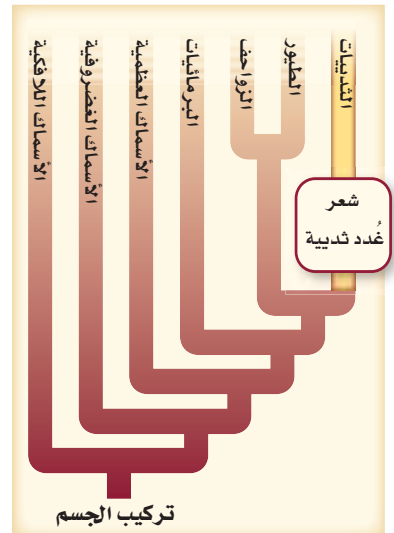 الثدييات
الطيور
الزواحف
البرمائيات
الأسماك العظمية
الأسماك الغضروفية
الأسماك اللافكية
شعر
غُدد ثديية
تركيب الجسم